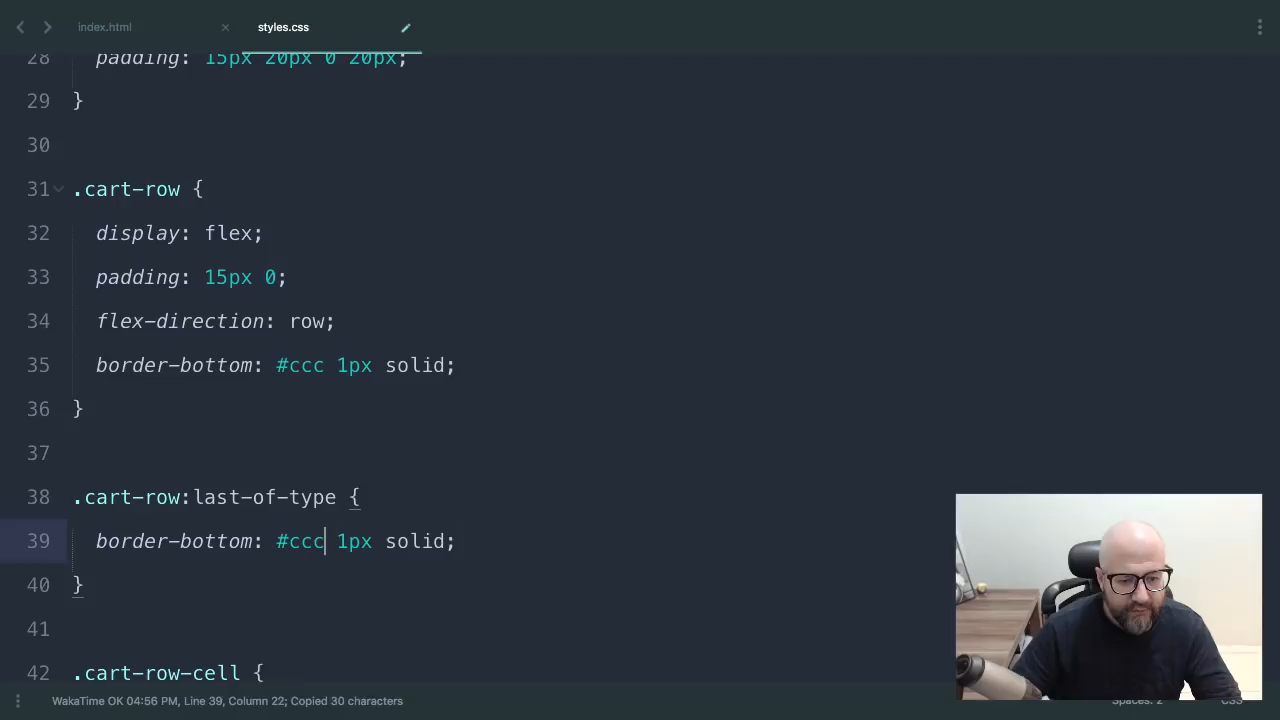 index.html
styles.css
28 padding: 15px 20px 0 20px;
29 }
30
31 .cart-row {
32 display: flex;
33 padding: 15px 0;
34 flex-direction: row;
35 border-bottom: #ccc 1px solid;
36 }
37
38 .cart-row:last-of-type {
39 border-bottom: #ccc 1px solid;
40 }
41
42 .cart-row-cell {
WakaTime OK 04:56 PM, Line 39, Column 22; Copied 30 characters
Spaces: 2
CSS